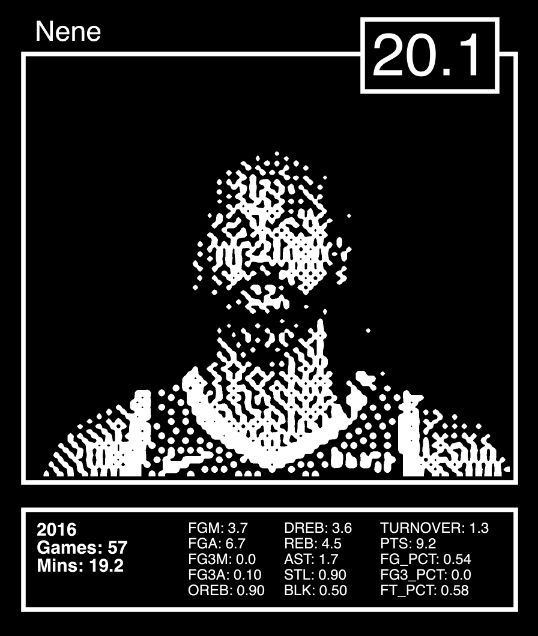 Nene
20.1
2016
Games: 57
Mins: 19.2
FGM: 3.7
FGA: 6.7
FG3M: 0.0
FG3A: 0.10
OREB: 0.90
DREB: 3.6
REB: 4.5
AST: 1.7
STL: 0.90
BLK: 0.50
TURNOVER: 1.3
PTS: 9.2
FG_PCT: 0.54
FG3_PCT: 0.0
FT_PCT: 0.58